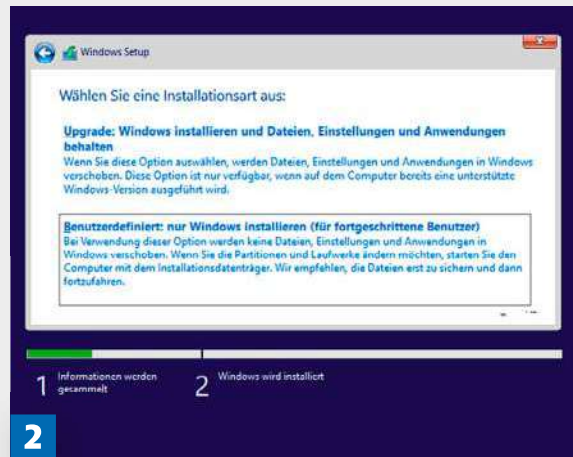 Windows Setup
Wählen Sie eine Installationsart aus:
Upgrade: Windows installieren und Dateien, Einstellungen und Anwendungen
behalten
Wenn Sie diese Option auswählen, werden Dateien, Einstellungen und Anwendungen in Windows
verschoben. Diese Option ist nur verfügbar, wenn auf dem Computer bereits eine unterstützte
Windows-Version ausgeführt wird.
Benutzerdefiniert: nur Windows installieren (für fortgeschrittene Benutzer)
Bei Verwendung dieser Option werden keine Dateien, Einstellungen und Anwendungen in
Windows verschoben. Wenn Sie die Partitionen und Laufwerke ändern möchten, starten Sie den
Computer mit dem Installationsdatenträger. Wir empfehlen, die Dateien erst zu sichern und dann
fortzufahren.
1 Informationen werden
gesammelt
2 Windows wird installiert
2